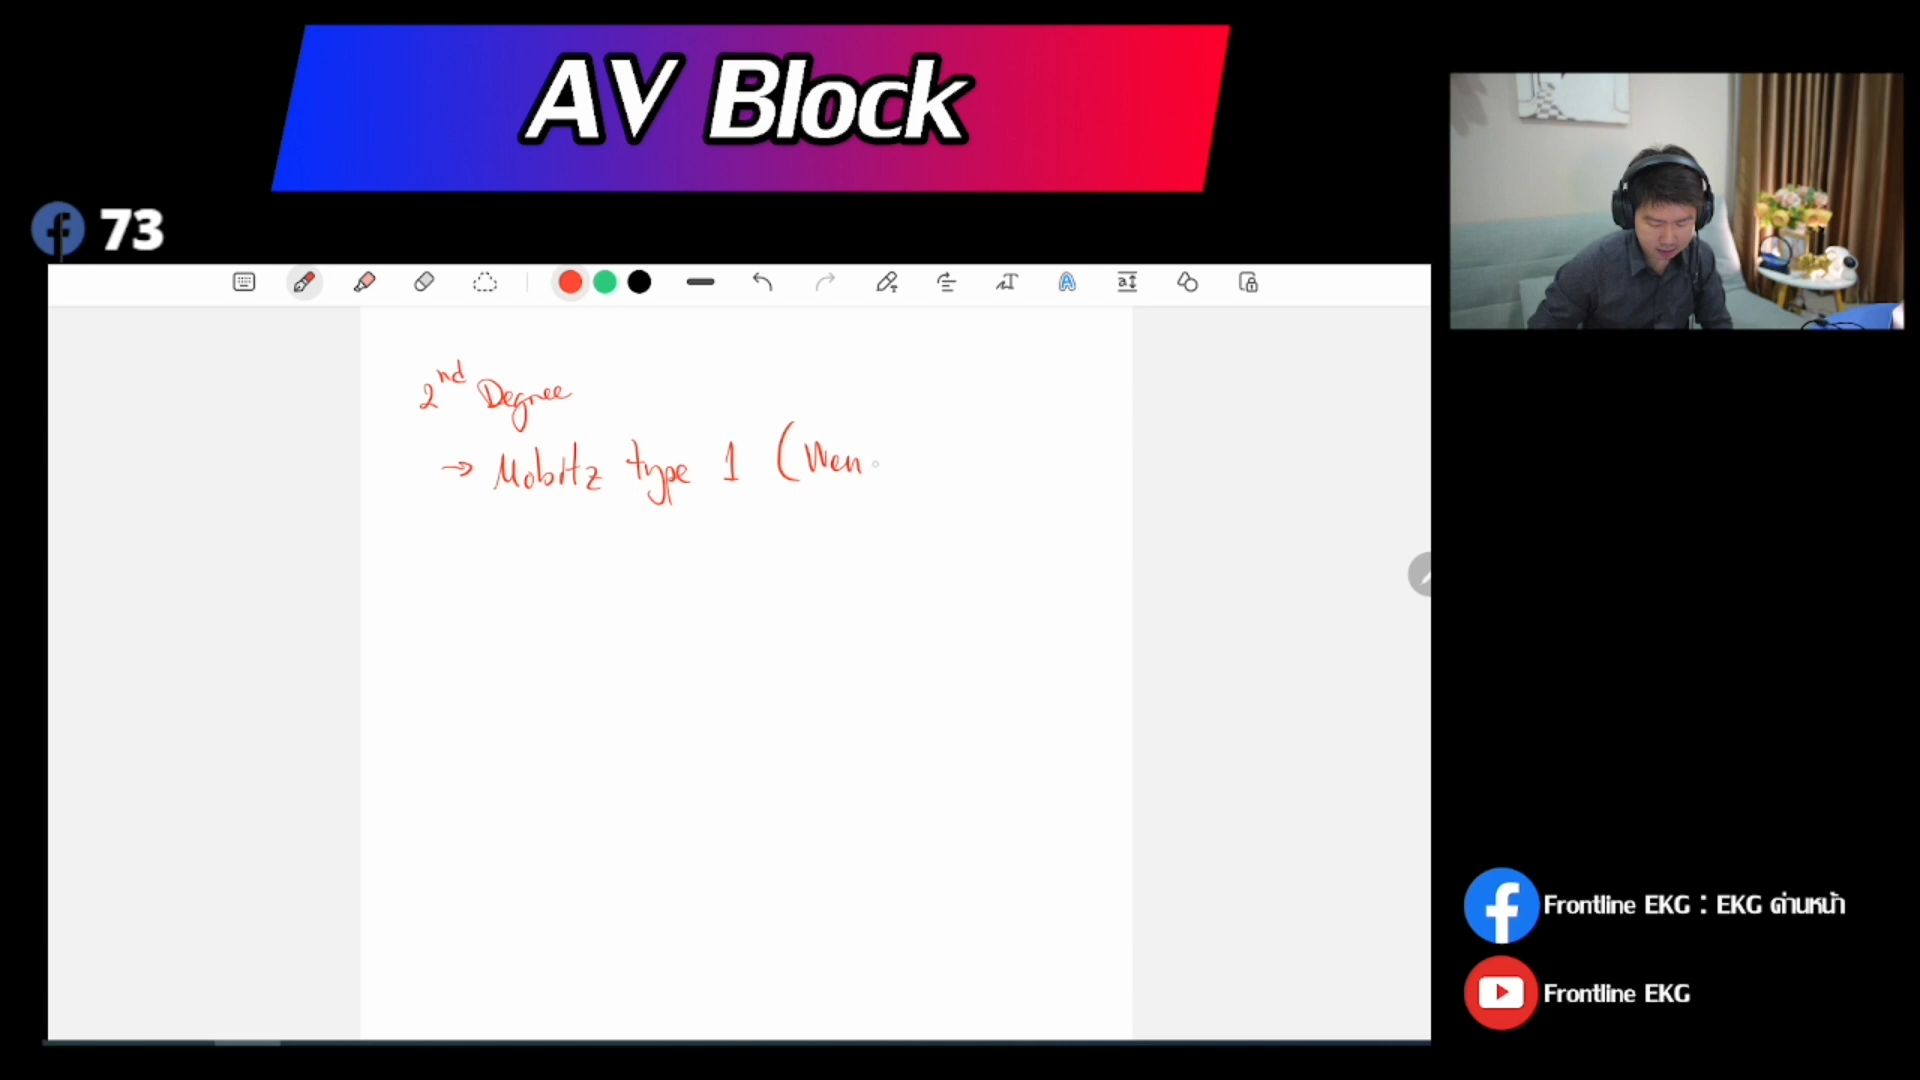 AV Block
73
2nd Degree
→ Mobitz type 1 (Wen
Frontline EKG : EKG ด่านหน้า
Frontline EKG